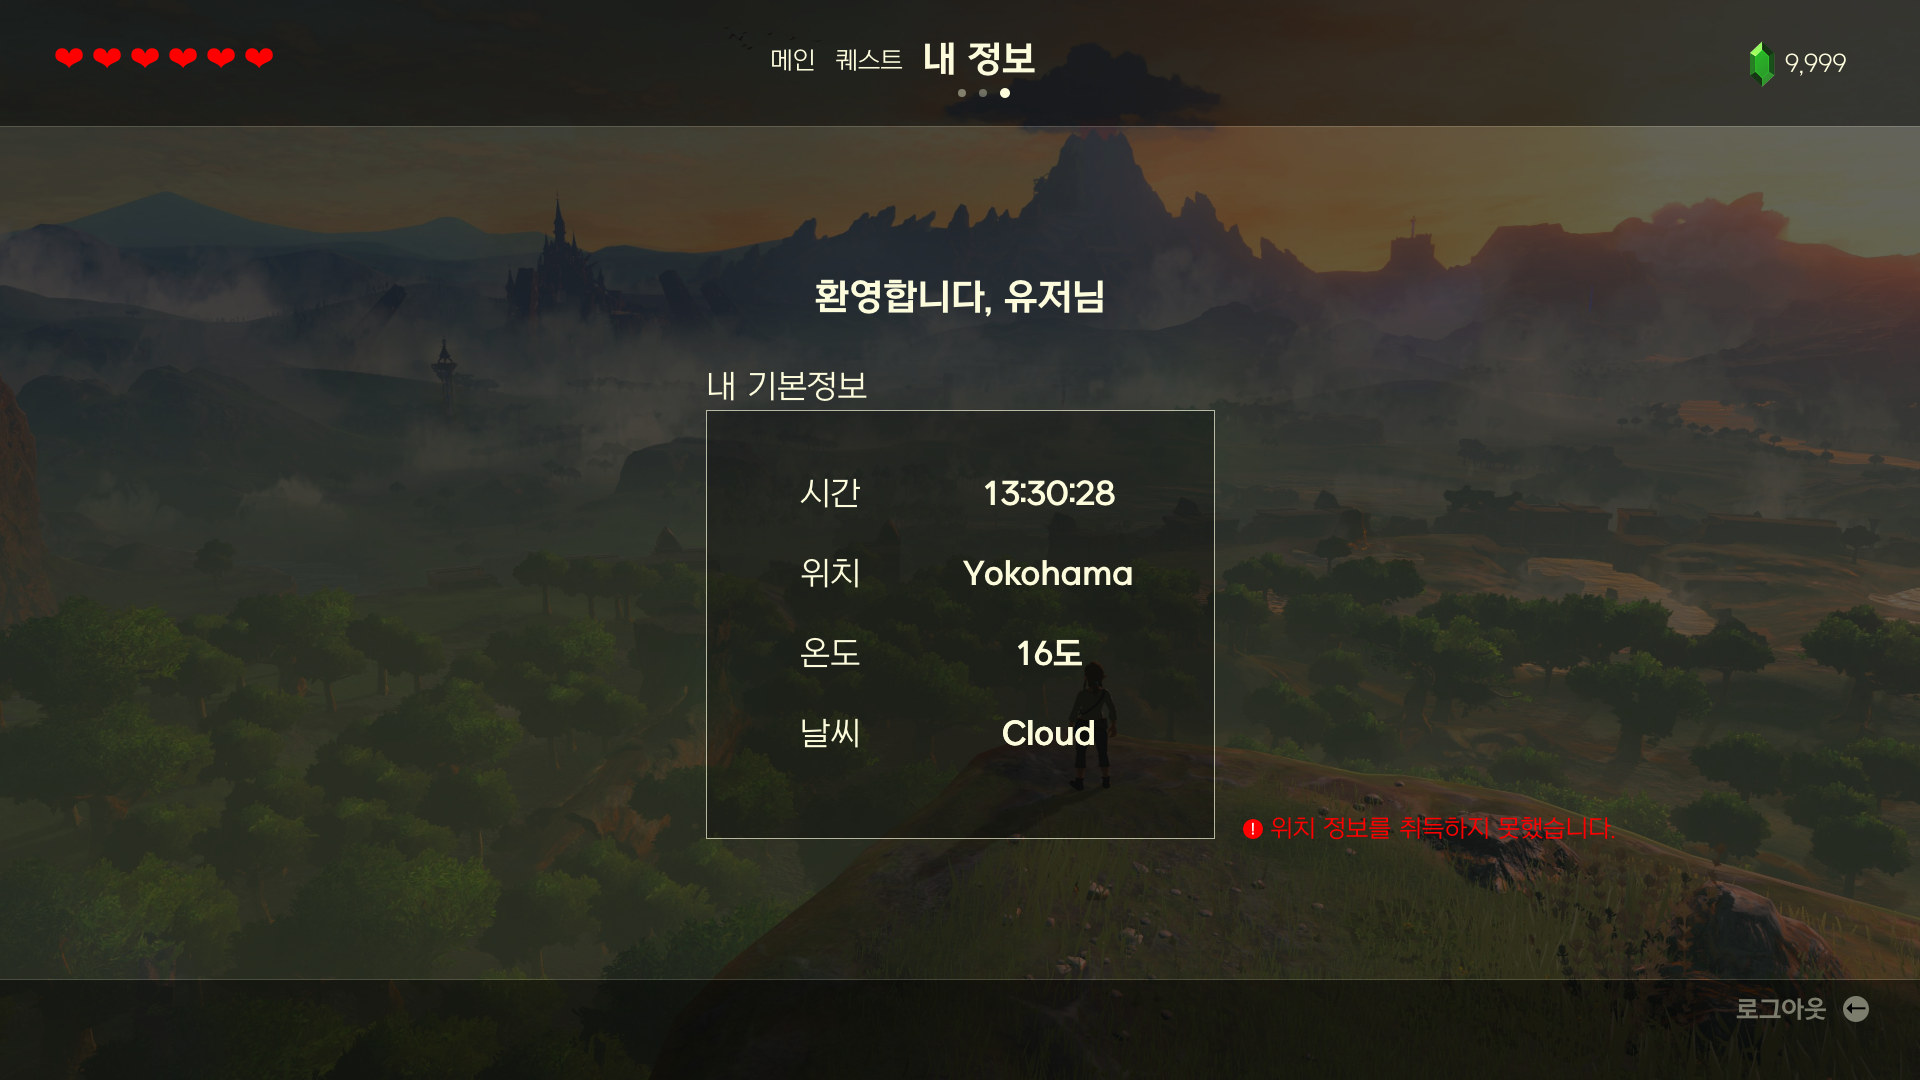 메인 퀘스트 내 정보
9,999
환영합니다, 유저님
내 기본정보
시간 13:30:28
위치 Yokohama
온도 16도
날씨 Cloud
위치 정보를 취득하지 못했습니다.
로그아웃